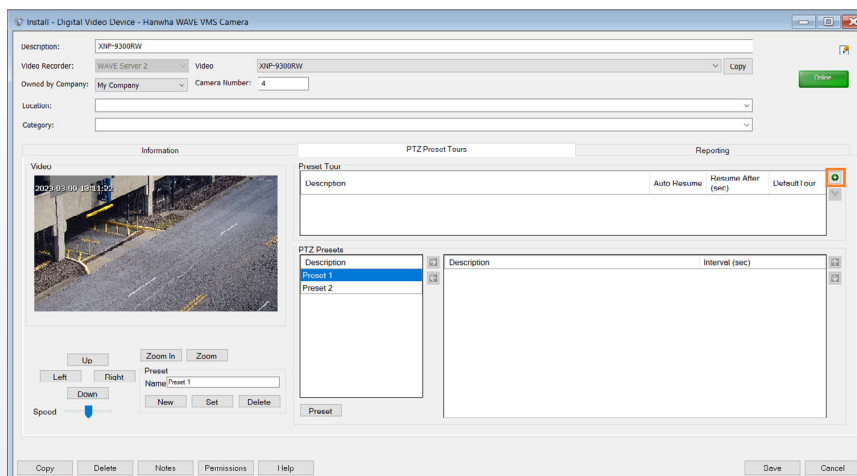 Install - Digital Video Device - Hanwha WAVE VMS Camera
Description: XNP-9300RW
Video Recorder: WAVE Server 2 Video XNP-9300RW Copy
Owned by Company: My Company Camera Number: 4 Online
Location:
Category:
Information PTZ Preset Tours Reporting
Video
2023-03-09 13:11:22
Preset Tour
Description Auto Resume Resume After (sec) DefaultTour
PTZ Presets
Description
Preset 1
Preset 2
Description Interval (sec)
Up
Left Right
Down
Speed
Zoom In Zoom
Preset
Name Preset 1
New Set Delete
Preset
Copy Delete Notes Permissions Help Save Cancel